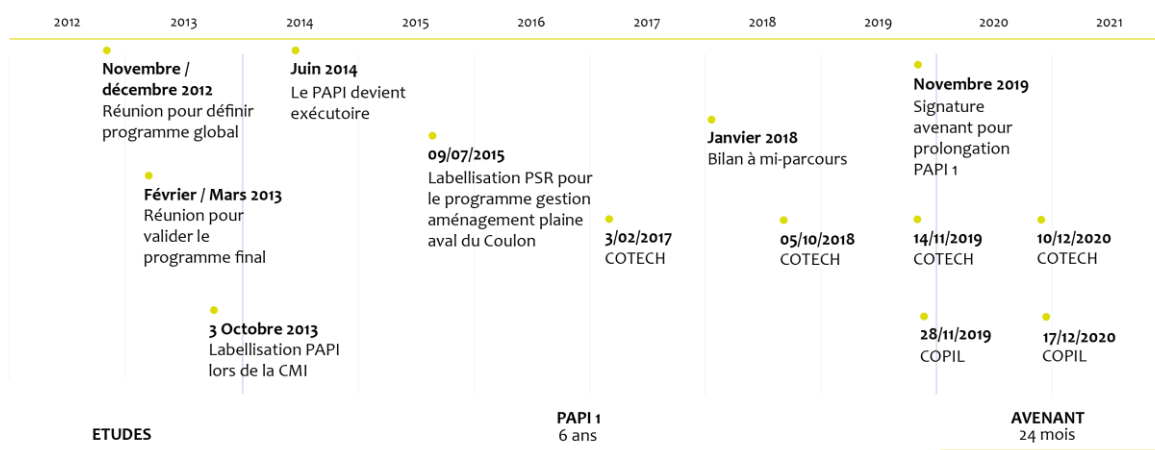 2012 2013 2014 2015 2016 2017 2018 2019 2020 2021
Novembre /
décembre 2012
Réunion pour définir
programme global
Février / Mars 2013
Réunion pour
valider le
programme final
3 Octobre 2013
Labellisation PAPI
lors de la CMI
Juin 2014
Le PAPI devient
exécutoire
09/07/2015
Labellisation PSR pour
le programme gestion
aménagement plaine
aval du Coulon
3/02/2017
COTECH
Janvier 2018
Bilan à mi-parcours
05/10/2018
COTECH
Novembre 2019
Signature
avenant pour
prolongation
PAPI 1
14/11/2019
COTECH
28/11/2019
COPIL
10/12/2020
COTECH
17/12/2020
COPIL
ETUDES
PAPI 1
6 ans
AVENANT
24 mois